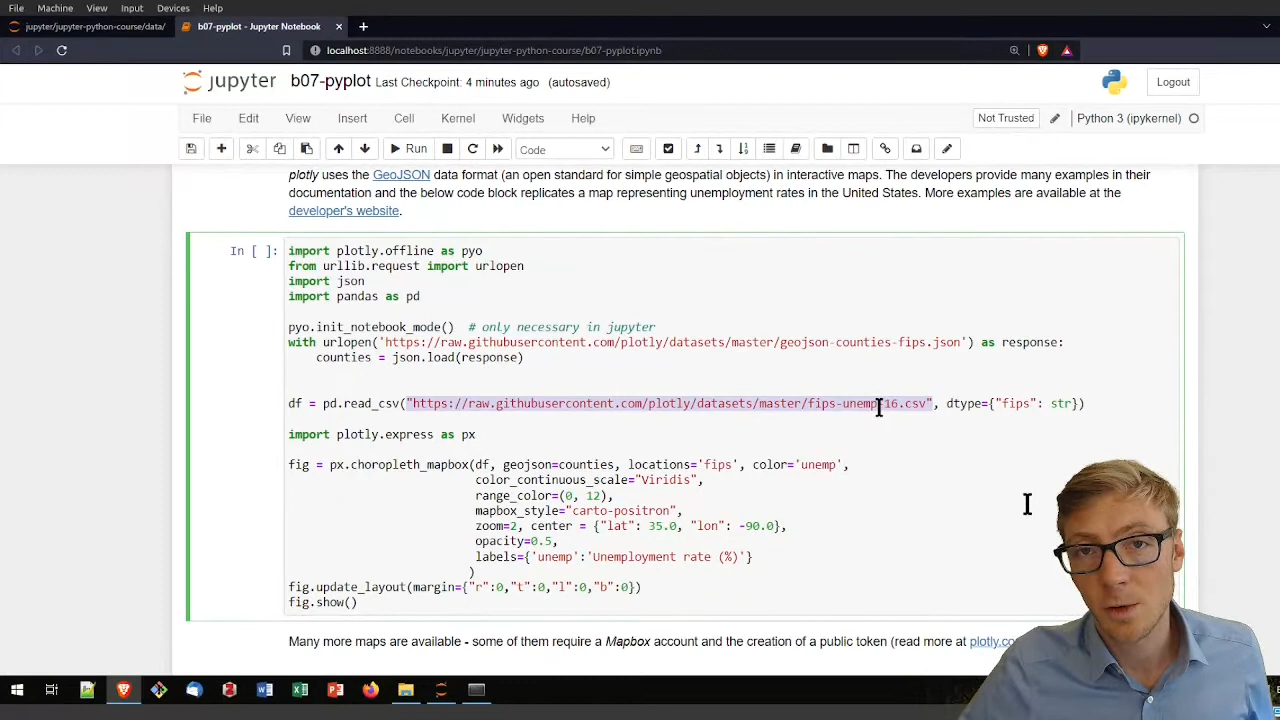 File Machine View Input Devices Help
jupyter/jupyter-python-course/data/
b07-pyplot - Jupyter Notebook
localhost:8888/notebooks/jupyter/jupyter-python-course/b07-pyplot.ipynb
jupyter b07-pyplot Last Checkpoint: 4 minutes ago (autosaved)
Logout
File Edit View Insert Cell Kernel Widgets Help
Not Trusted
Python 3 (ipykernel)
Run
Code
plotly uses the GeoJSON data format (an open standard for simple geospatial objects) in interactive maps. The developers provide many examples in their
documentation and the below code block replicates a map representing unemployment rates in the United States. More examples are available at the
developer's website.
In [ ]:
import plotly.offline as pyo
from urllib.request import urlopen
import json
import pandas as pd
pyo.init_notebook_mode()  # only necessary in jupyter
with urlopen('https://raw.githubusercontent.com/plotly/datasets/master/geojson-counties-fips.json') as response:
    counties = json.load(response)
df = pd.read_csv("https://raw.githubusercontent.com/plotly/datasets/master/fips-unemp-16.csv", dtype={"fips": str})
import plotly.express as px
fig = px.choropleth_mapbox(df, geojson=counties, locations='fips', color='unemp',
                           color_continuous_scale="Viridis",
                           range_color=(0, 12),
                           mapbox_style="carto-positron",
                           zoom=2, center = {"lat": 35.0, "lon": -90.0},
                           opacity=0.5,
                           labels={'unemp':'Unemployment rate (%)'}
                          )
fig.update_layout(margin={"r":0,"t":0,"l":0,"b":0})
fig.show()
Many more maps are available - some of them require a Mapbox account and the creation of a public token (read more at